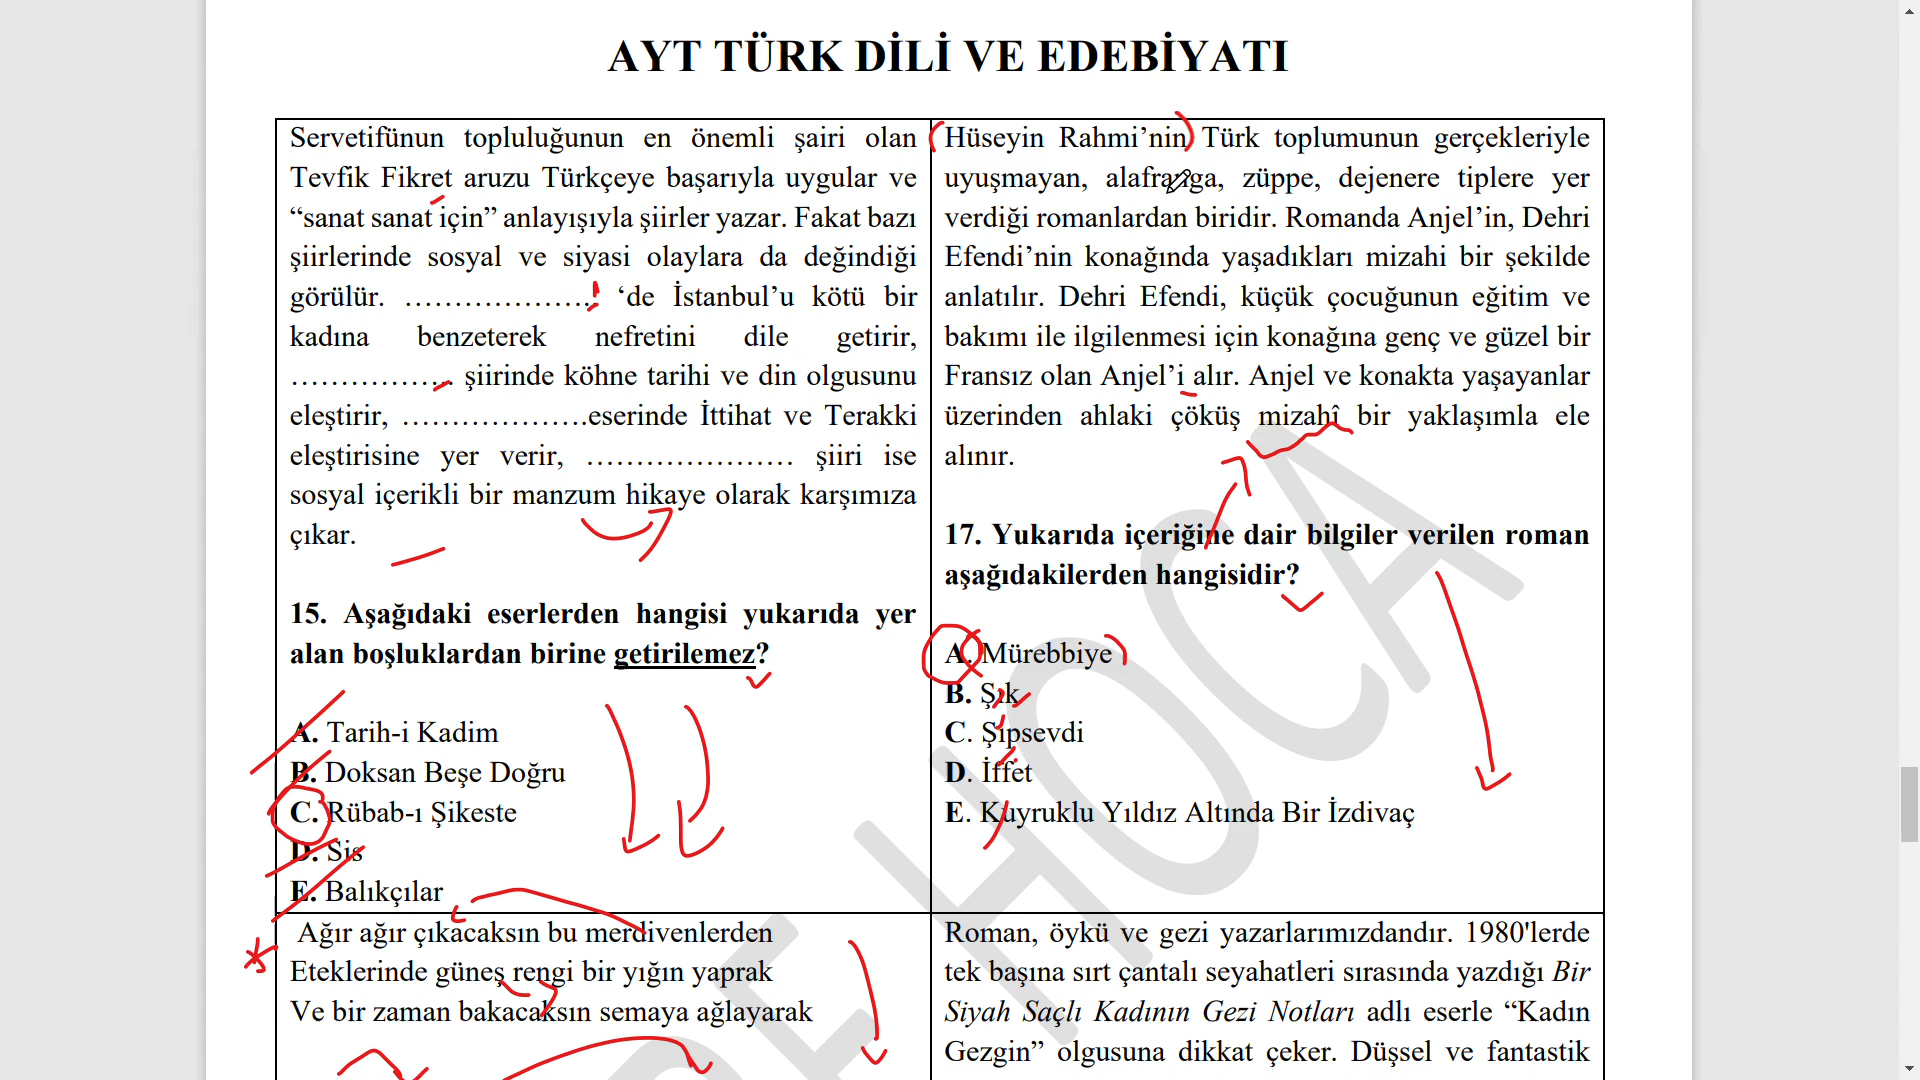 AYT TÜRK DİLİ VE EDEBİYATI
Servetifünun topluluğunun en önemli şairi olan
Tevfik Fikret aruzu Türkçeye başarıyla uygular ve
“sanat sanat için” anlayışıyla şiirler yazar. Fakat bazı
şiirlerinde sosyal ve siyasi olaylara da değindiği
görülür. ………………….. ‘de İstanbul’u kötü bir
kadına benzeterek nefretini dile getirir,
…………….. şiirinde köhne tarihi ve din olgusunu
eleştirir, ………………….eserinde İttihat ve Terakki
eleştirisine yer verir, ………………… şiiri ise
sosyal içerikli bir manzum hikaye olarak karşımıza
çıkar.
15. Aşağıdaki eserlerden hangisi yukarıda yer
alan boşluklardan birine getirilemez?
A. Tarih-i Kadim
B. Doksan Beşe Doğru
C. Rübab-ı Şikeste
D. Sis
E. Balıkçılar
Ağır ağır çıkacaksın bu merdivenlerden
Eteklerinde güneş rengi bir yığın yaprak
Ve bir zaman bakacaksın semaya ağlayarak
Hüseyin Rahmi’nin Türk toplumunun gerçekleriyle
uyuşmayan, alafranga, züppe, dejenere tiplere yer
verdiği romanlardan biridir. Romanda Anjel’in, Dehri
Efendi’nin konağında yaşadıkları mizahi bir şekilde
anlatılır. Dehri Efendi, küçük çocuğunun eğitim ve
bakımı ile ilgilenmesi için konağına genç ve güzel bir
Fransız olan Anjel’i alır. Anjel ve konakta yaşayanlar
üzerinden ahlaki çöküş mizahî bir yaklaşımla ele
alınır.
17. Yukarıda içeriğine dair bilgiler verilen roman
aşağıdakilerden hangisidir?
A. Mürebbiye
B. Şık
C. Şıpsevdi
D. İffet
E. Kuyruklu Yıldız Altında Bir İzdivaç
Roman, öykü ve gezi yazarlarımızdandır. 1980'lerde
tek başına sırt çantalı seyahatleri sırasında yazdığı Bir
Siyah Saçlı Kadının Gezi Notları adlı eserle “Kadın
Gezgin” olgusuna dikkat çeker. Düşsel ve fantastik
HOCA